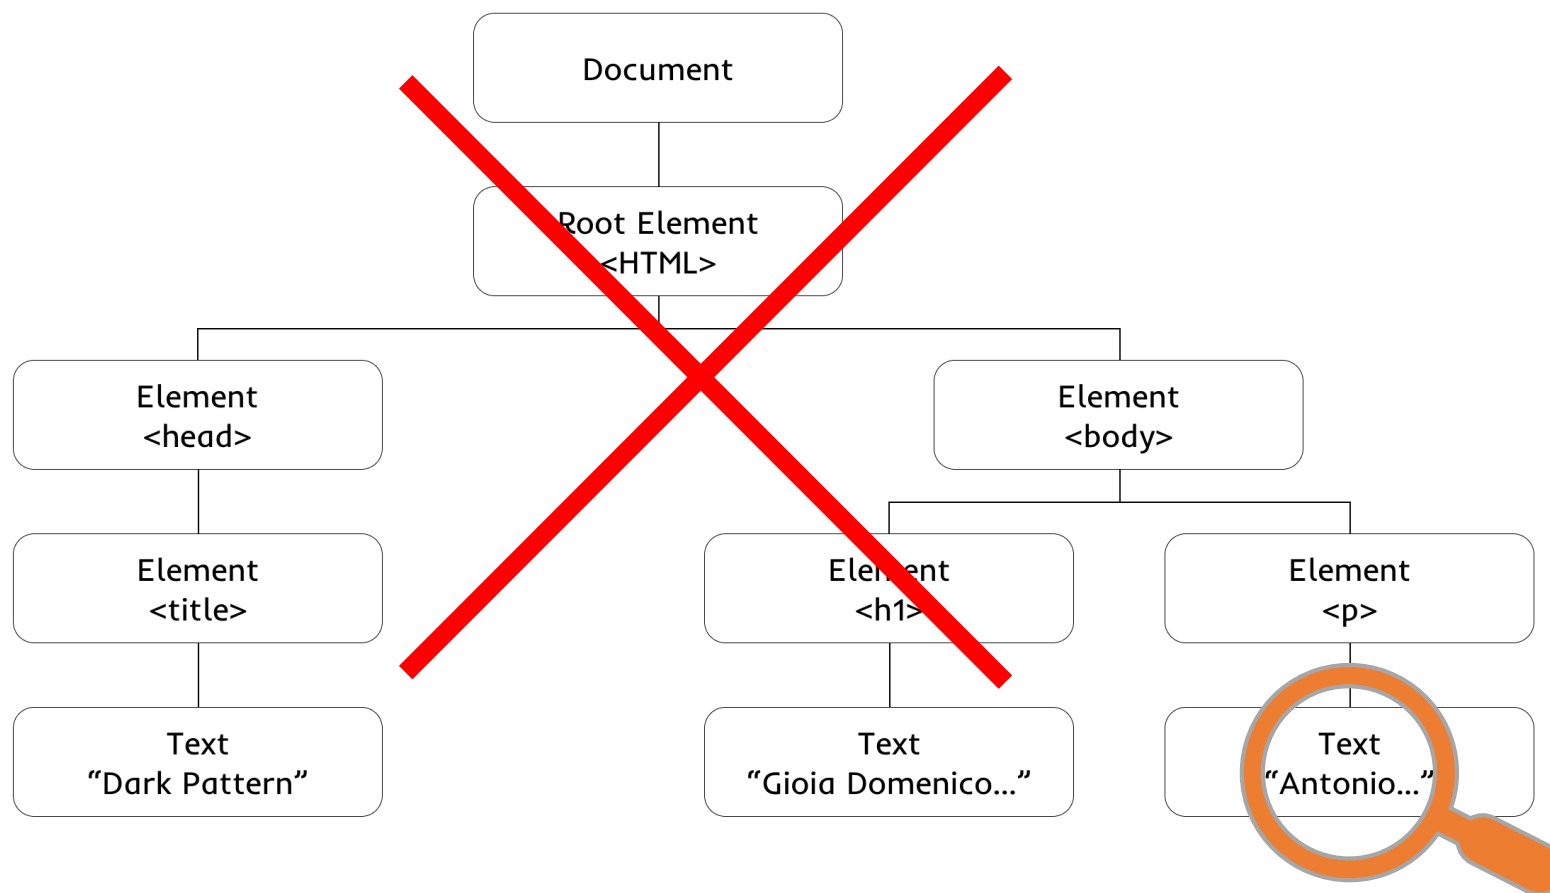 Document
Root Element
<HTML>
Element
<head>
Element
<body>
Element
<title>
Element
<h1>
Element
<p>
Text
“Dark Pattern”
Text
“Gioia Domenico...”
Text
“Antonio...”